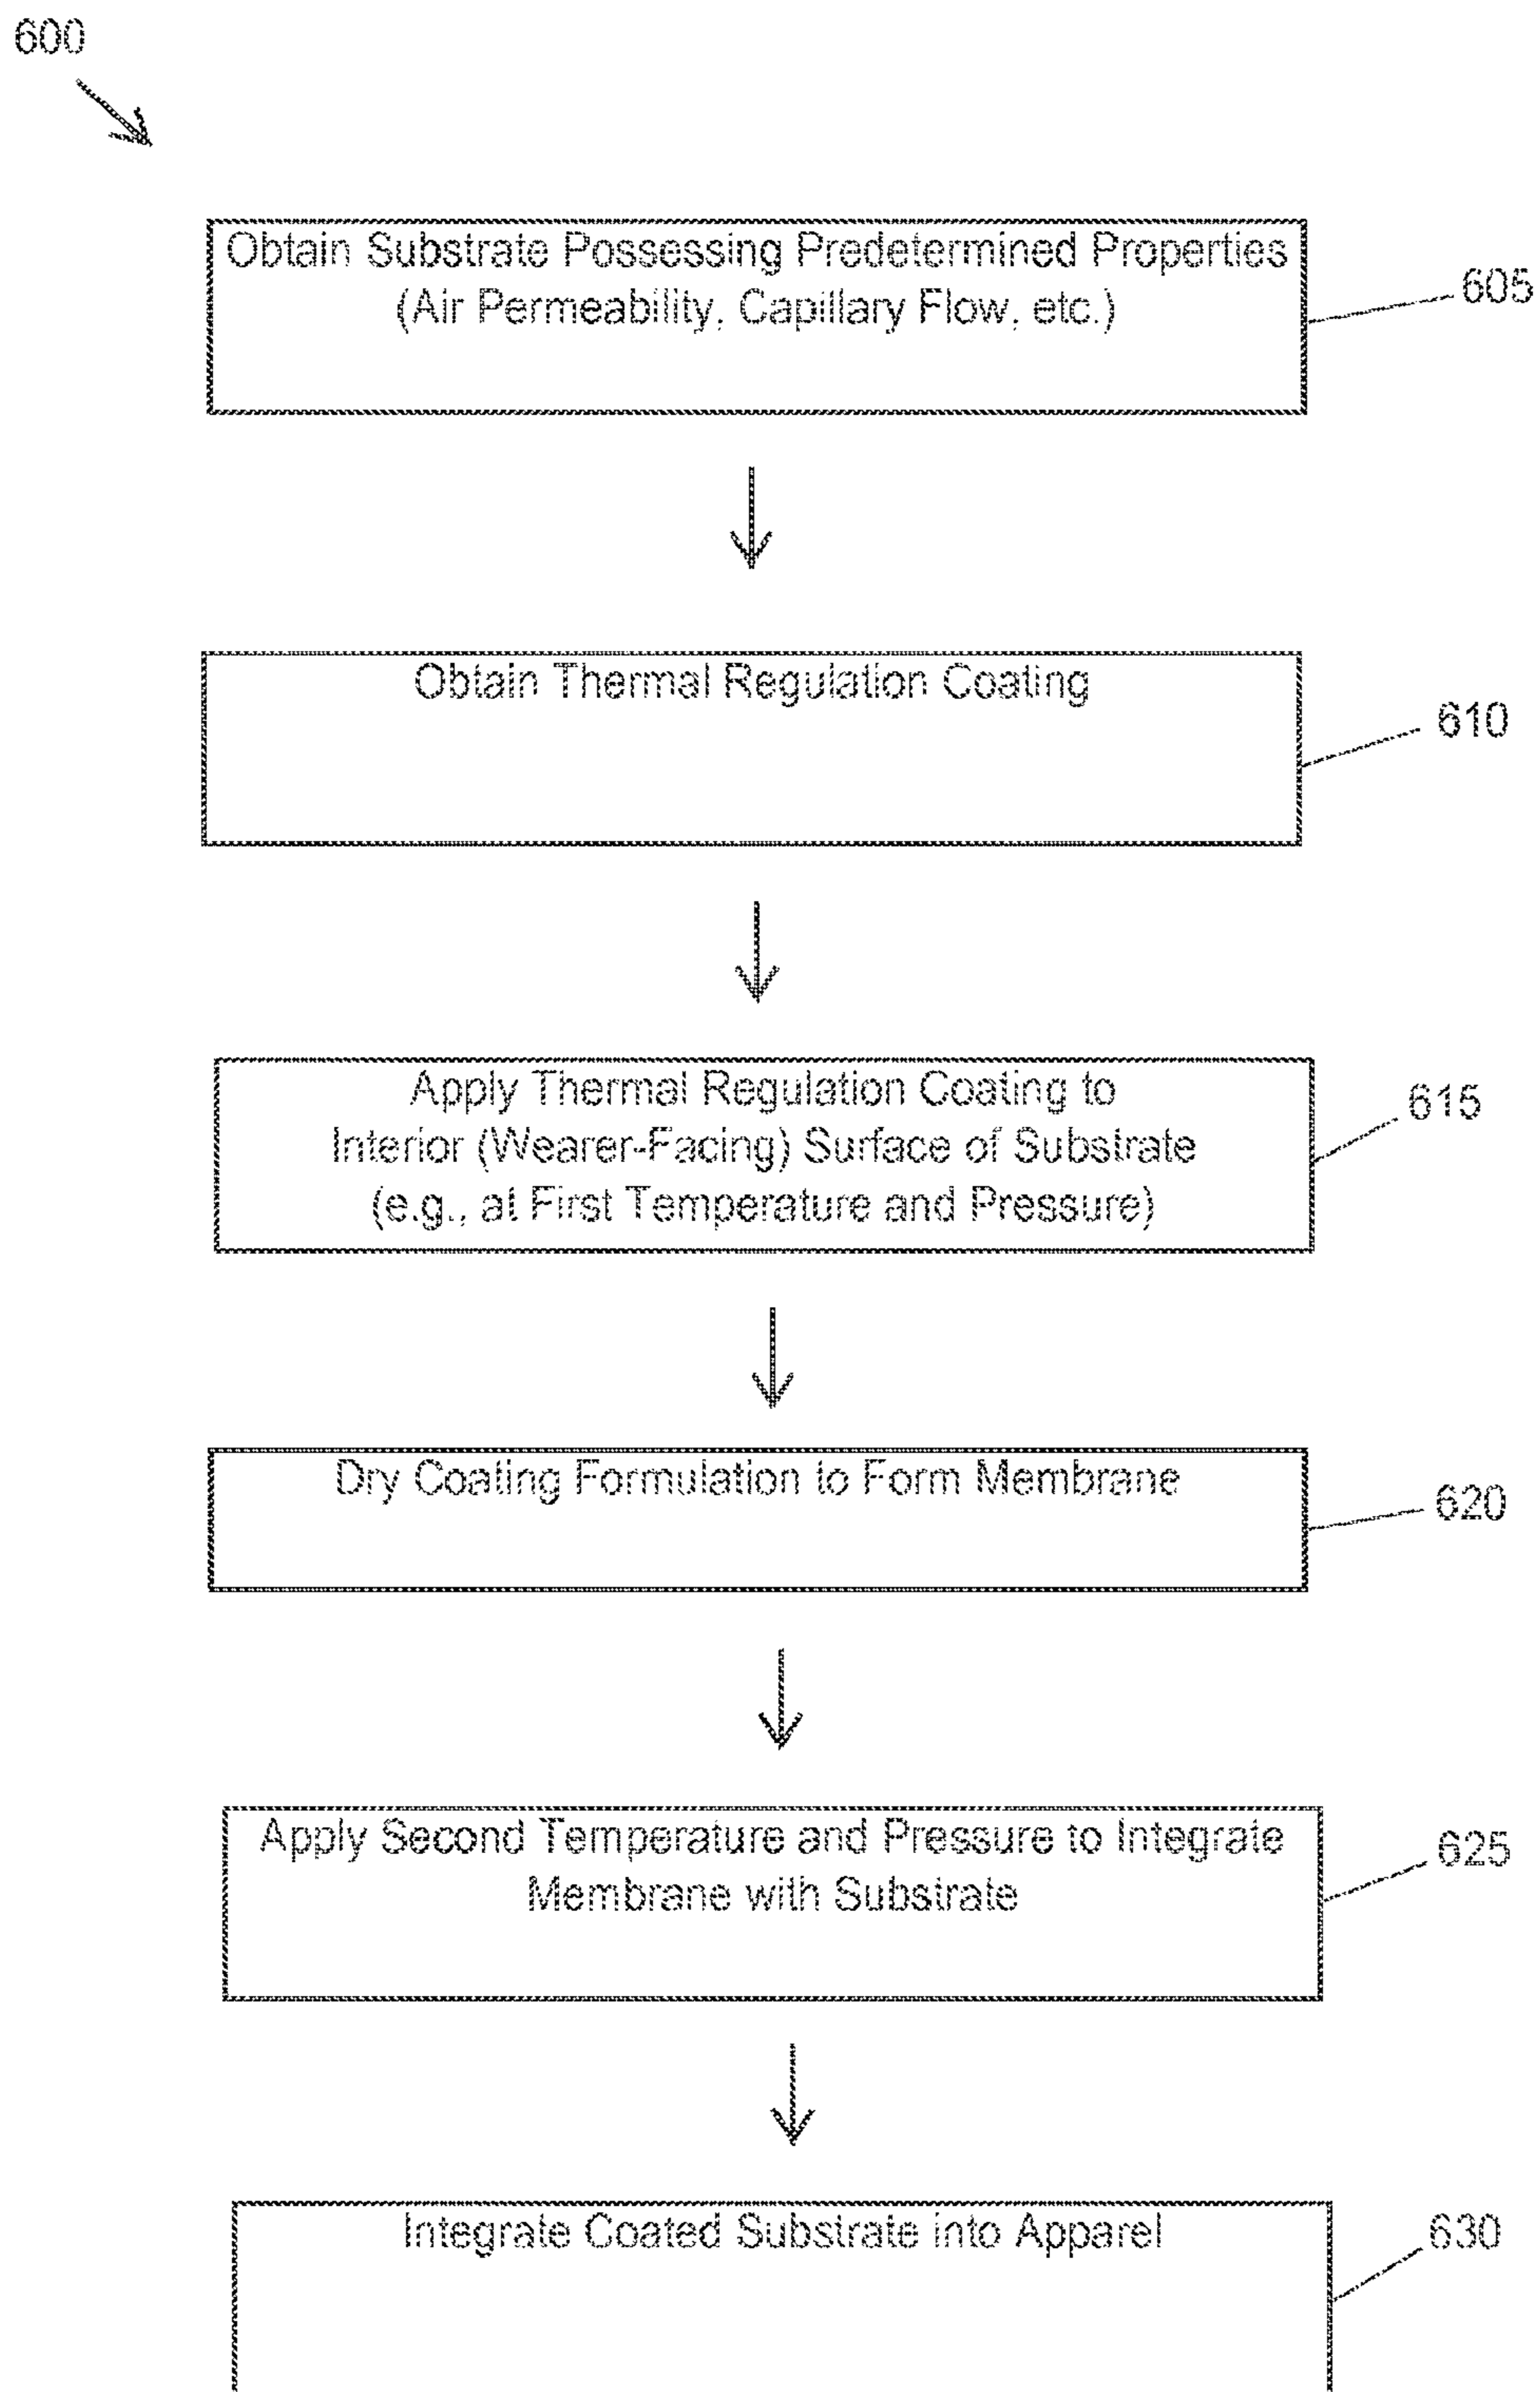 600
Obtain Substrate Possessing Predetermined Properties
(Air Permeability, Capillary Flow, etc.)
605
Obtain Thermal Regulation Coating
610
Apply Thermal Regulation Coating to
Interior (Wearer-Facing) Surface of Substrate
(e.g., at First Temperature and Pressure)
615
Dry Coating Formulation to Form Membrane
620
Apply Second Temperature and Pressure to Integrate
Membrane with Substrate
625
Integrate Coated Substrate into Apparel
630